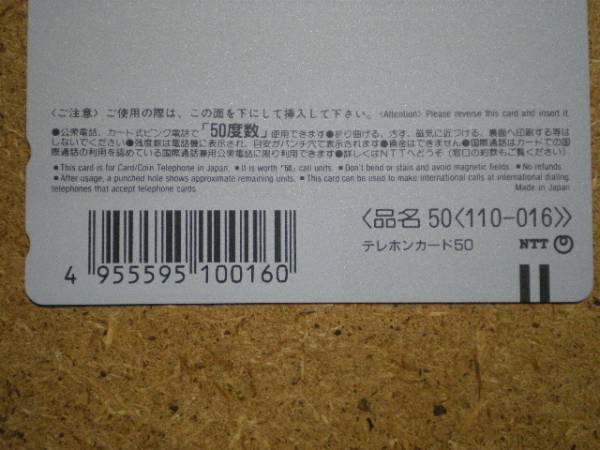 〈ご注意〉ご使用の際は、この面を下にして挿入して下さい。〈Attention〉Please reverse this card and insert it.
●公衆電話、カード式ピンク電話で「50度数」使用できます●折り曲げる、汚す、磁気に近づける、裏面へ印刷する等は
しないでください●残度数は電話機に表示され、目安がパンチ穴で表示されます●換金はできません●国際通話はカードでの国
際通話の利用を認めている国際通話兼用公衆電話に限り利用できます●詳しくはNTTへどうぞ(窓口の約款もご覧ください)
●This card is for Card/Coin Telephone in Japan. ●It is worth "50" call units. ●Don't bend or stain and avoid magnetic fields. ●No refunds.
●After usage, a punched hole shows approximate remaining units. ●This card can be used to make international calls at international dialing
telephones that accept telephone cards. Made in Japan
〈品名 50〈110-016〉〉
テレホンカード50 NTT
4 955595 100160